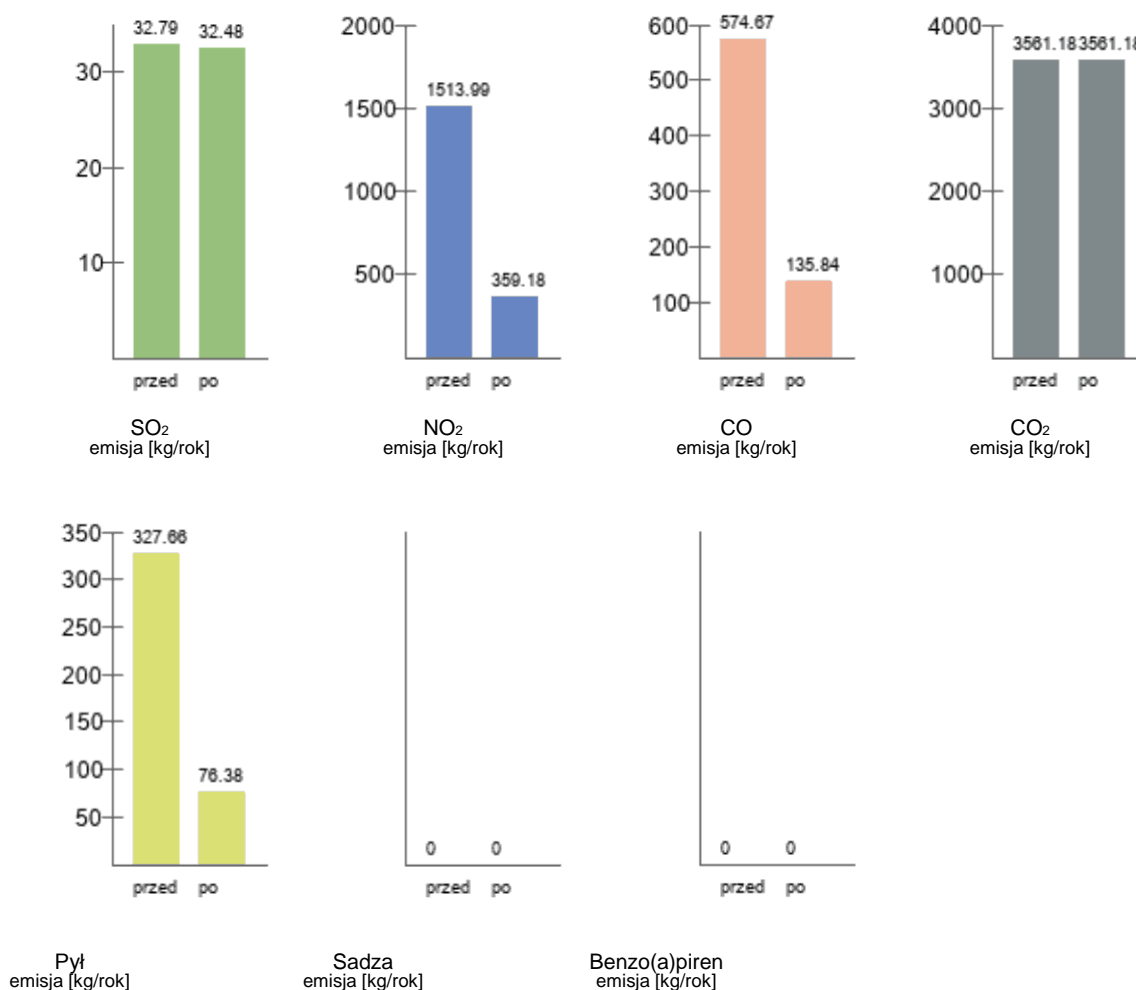 32.79 32.48
30
20
10
przed po
SO₂
emisja [kg/rok]
2000
1513.99
1500
1000
500
359.18
przed po
NO₂
emisja [kg/rok]
600
574.67
500
400
300
200
135.84
100
przed po
CO
emisja [kg/rok]
4000
3561.18 3561.18
3000
2000
1000
przed po
CO₂
emisja [kg/rok]
350
327.66
300
250
200
150
100
76.38
50
przed po
Pył
emisja [kg/rok]
0 0
przed po
Sadza
emisja [kg/rok]
0 0
przed po
Benzo(a)piren
emisja [kg/rok]